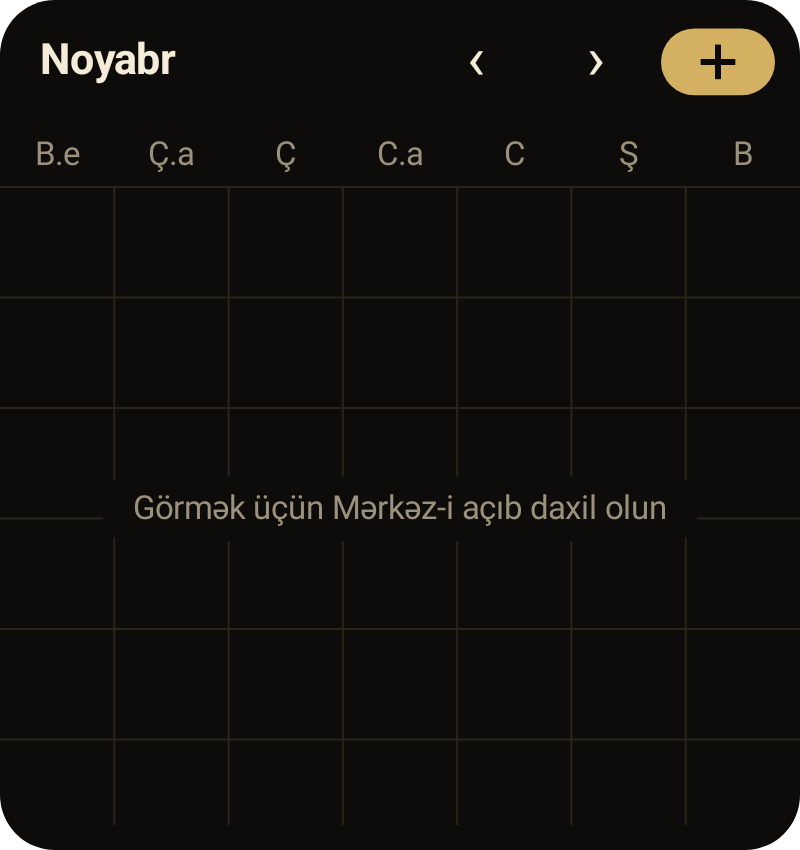 Noyabr ‹ › +
B.e Ç.a Ç C.a C Ş B
Görmək üçün Mərkəz-i açıb daxil olun